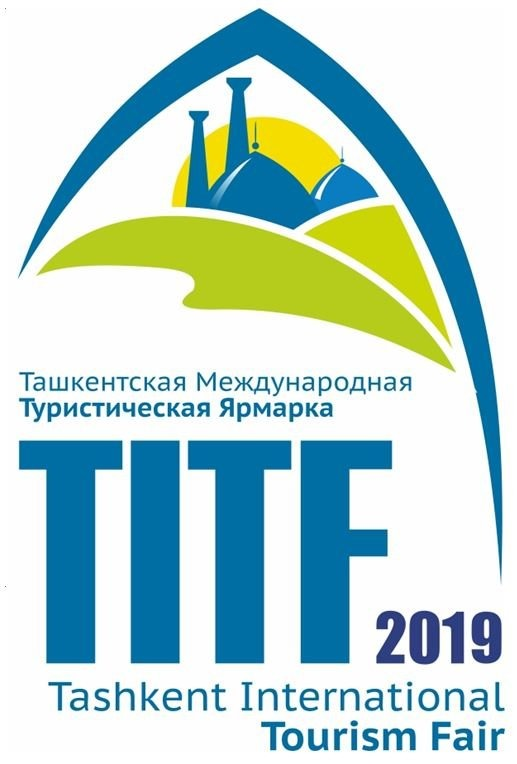 Ташкентская Международная
Туристическая Ярмарка
TITF
2019
Tashkent International
Tourism Fair